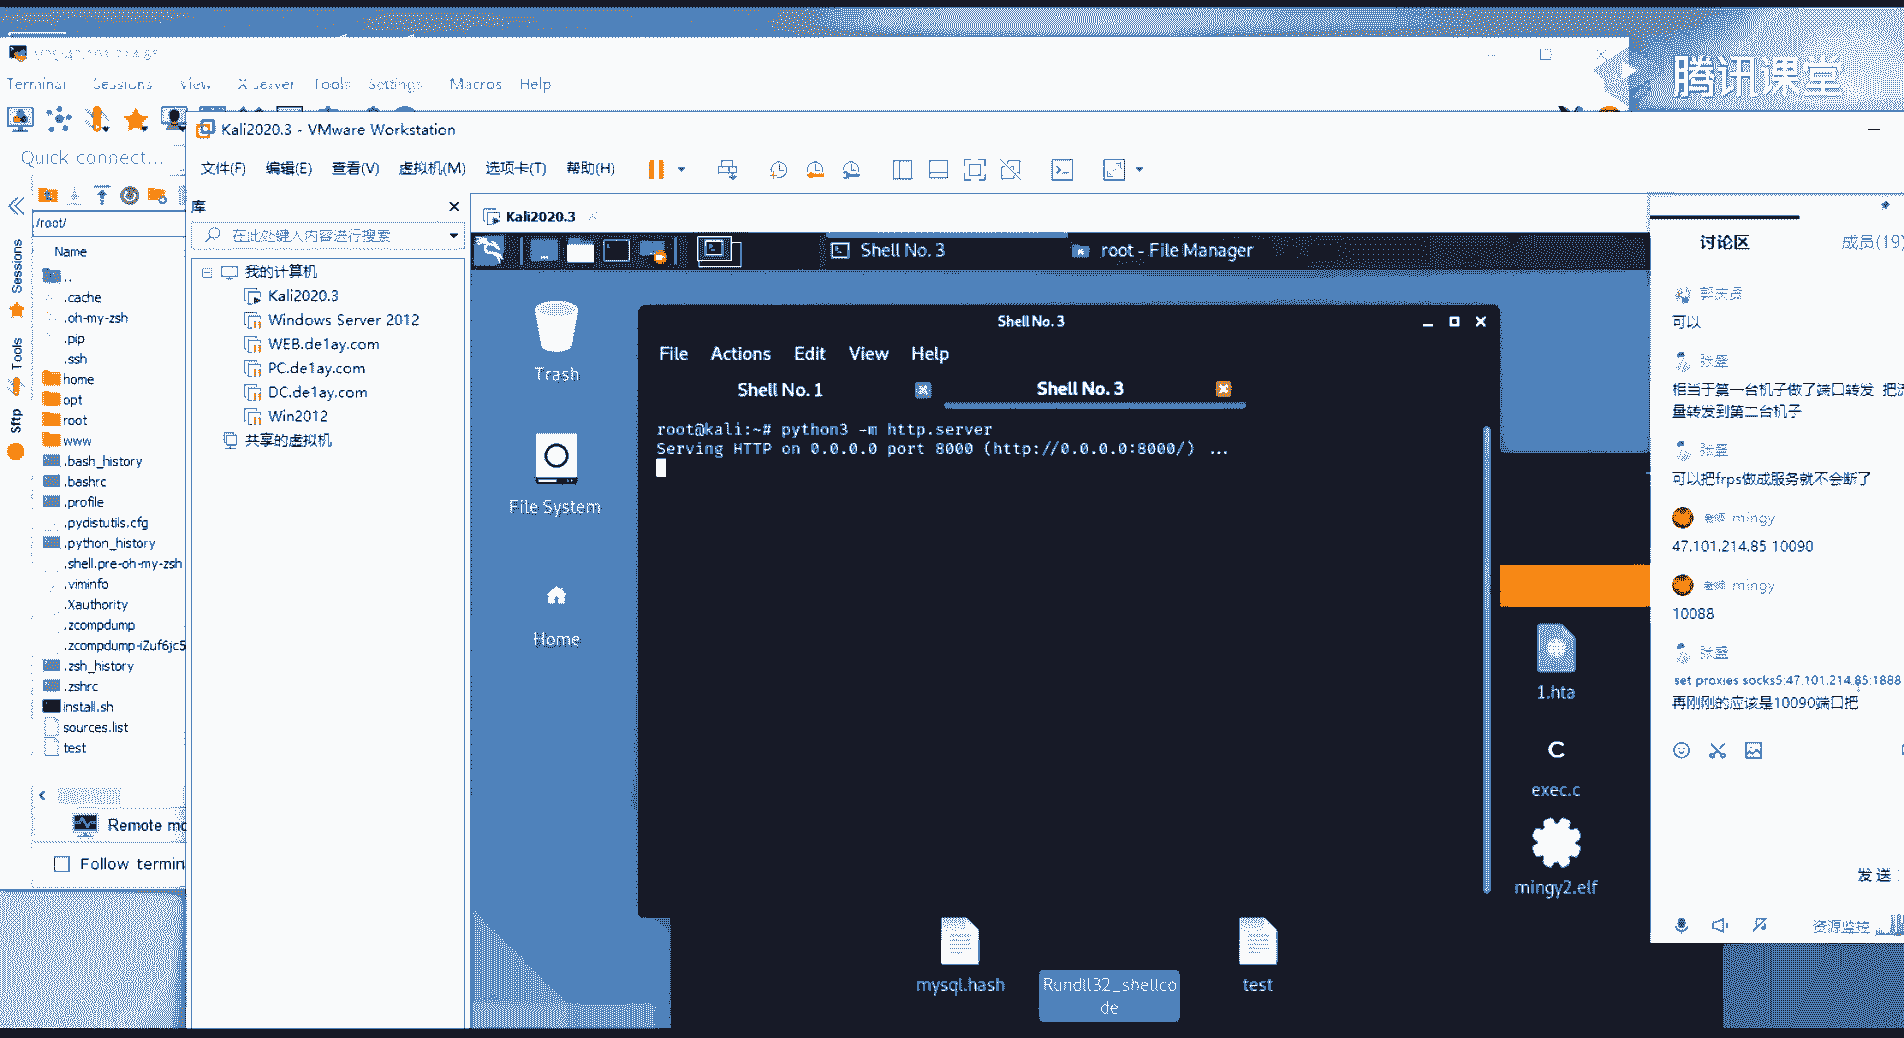 腾讯课堂
Terminal Sessions View X server Tools Settings Macros Help
Quick connect...
/root/
Name
..
.cache
.oh-my-zsh
.pip
.ssh
home
opt
root
www
.bash_history
.bashrc
.profile
.pydistutils.cfg
.python_history
.shell.pre-oh-my-zsh
.viminfo
.Xauthority
.zcompdump
.zcompdump-iZuf6jc5
.zsh_history
.zshrc
install.sh
sources.list
test
Remote mo
Follow termin
Sessions
Tools
Sftp
Kali2020.3 - VMware Workstation
文件(F) 编辑(E) 查看(V) 虚拟机(M) 选项卡(T) 帮助(H)
库
在此处键入内容进行搜索
我的计算机
Kali2020.3
Windows Server 2012
WEB.de1ay.com
PC.de1ay.com
DC.de1ay.com
Win2012
共享的虚拟机
Kali2020.3
Shell No. 3
root - File Manager
Trash
File System
Home
Shell No. 3
File Actions Edit View Help
Shell No. 1
Shell No. 3
root@kali:~# python3 -m http.server
Serving HTTP on 0.0.0.0 port 8000 (http://0.0.0.0:8000/) ...
1.hta
C
exec.c
mingy2.elf
mysql.hash
Rundll32_shellco
de
test
讨论区
成员(19)
可以
张肇
相当于第一台机子做了端口转发 把流
量转发到第二台机子
可以把frps做成服务就不会断了
mingy
47.101.214.85 10090
mingy
10088
set proxies socks5:47.101.214.85:1888
再刚刚的应该是10090端口把
发送
资源监控